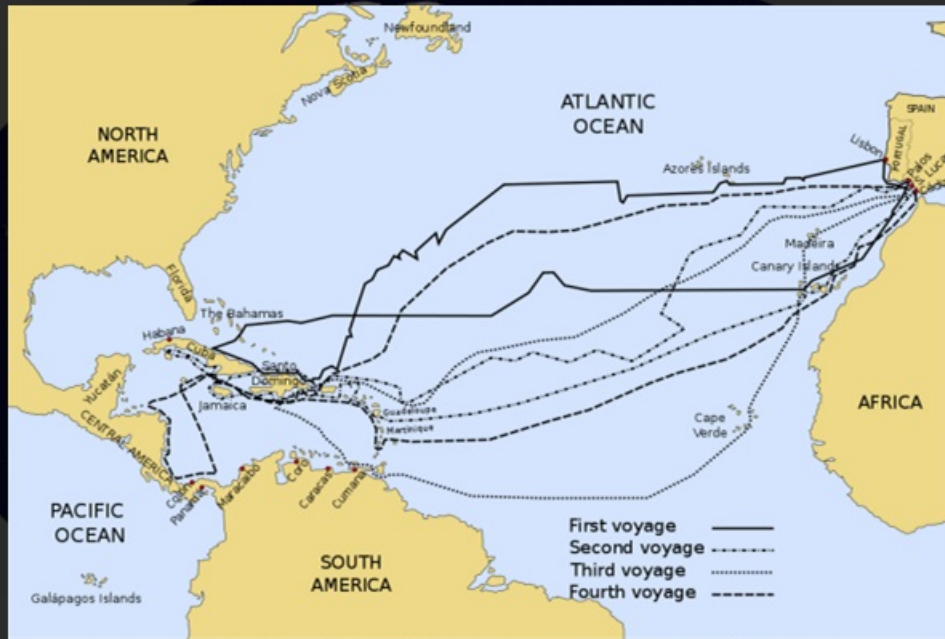 Newfoundland
Nova Scotia
ATLANTIC
OCEAN
NORTH
AMERICA
SPAIN
PORTUGAL
Lisbon
Palos
Azores Islands
Madeira
Canary Islands
Florida
The Bahamas
Habana
Cuba
Santo
Domingo
Yucatán
Jamaica
Guadeloupe
Martinique
CENTRAL AMERICA
Cape
Verde
AFRICA
Colón
Panamá
Maracaibo
Coro
Caracas
Cumaná
PACIFIC
OCEAN
SOUTH
AMERICA
Galápagos Islands
First voyage
Second voyage
Third voyage
Fourth voyage